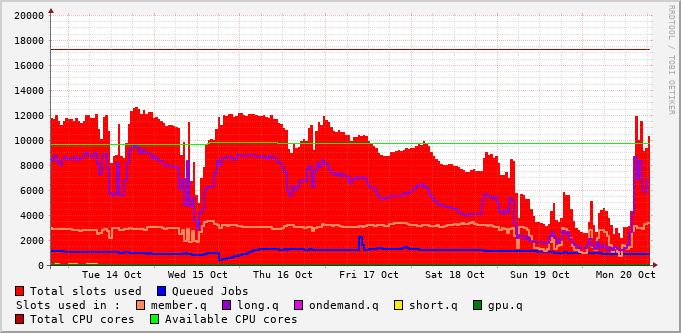 20000
18000
16000
14000
12000
10000
8000
6000
4000
2000
0
Tue 14 Oct Wed 15 Oct Thu 16 Oct Fri 17 Oct Sat 18 Oct Sun 19 Oct Mon 20 Oct
RRDTOOL / TOBI OETIKER
Total slots used Queued Jobs
Slots used in : member.q long.q ondemand.q short.q gpu.q
Total CPU cores Available CPU cores